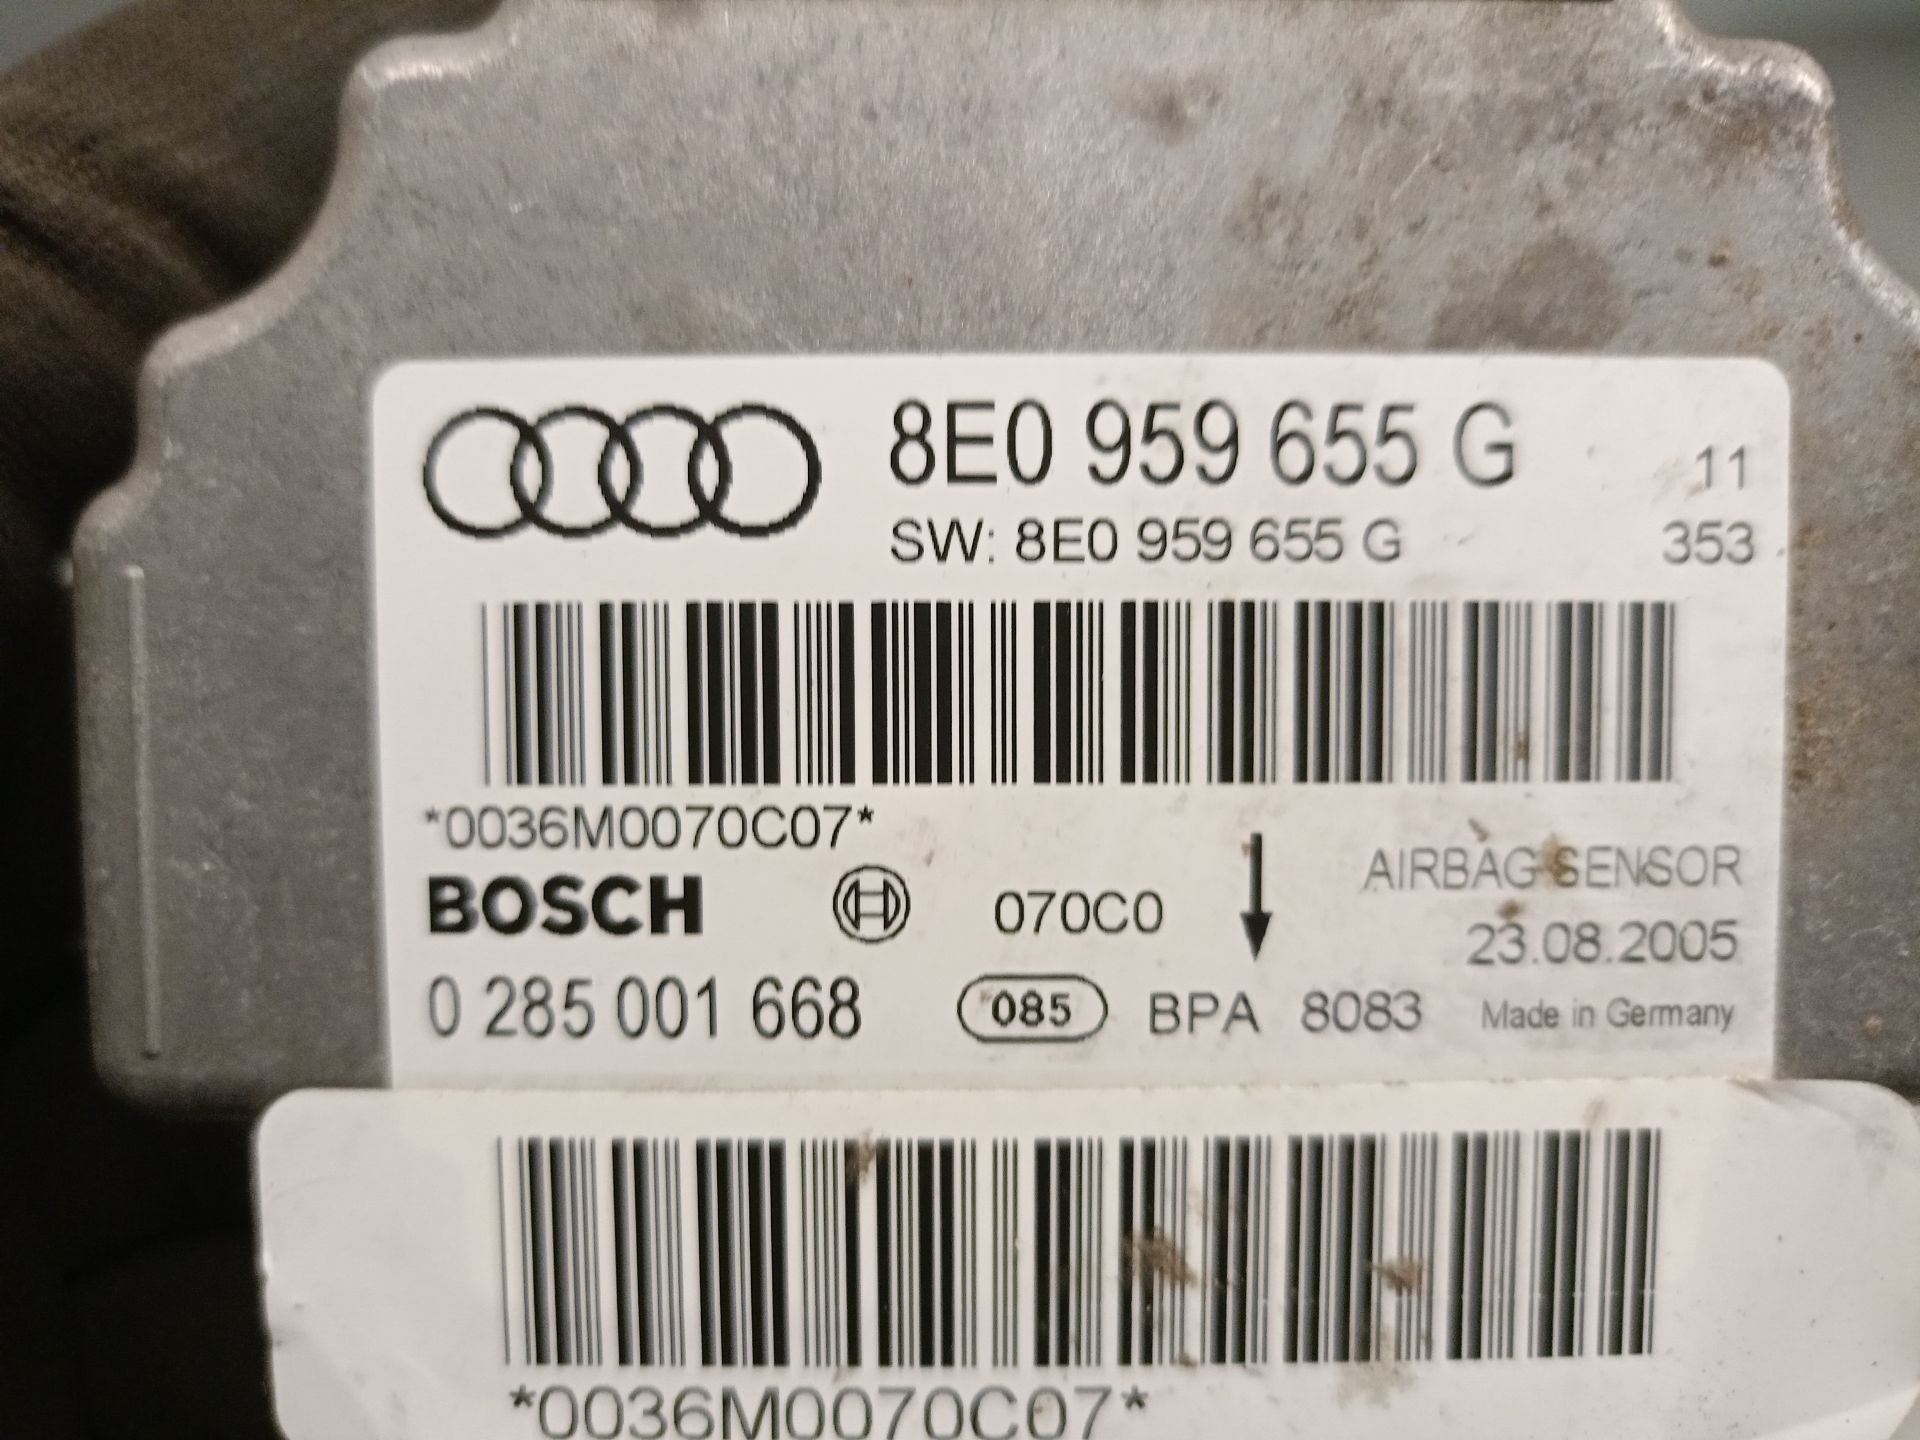 8E0 959 655 G 11
SW: 8E0 959 655 G 353
*0036M0070C07*
BOSCH 070C0 AIRBAG SENSOR
23.08.2005
0 285 001 668 085 BPA 8083 Made in Germany
*0036M0070C07*